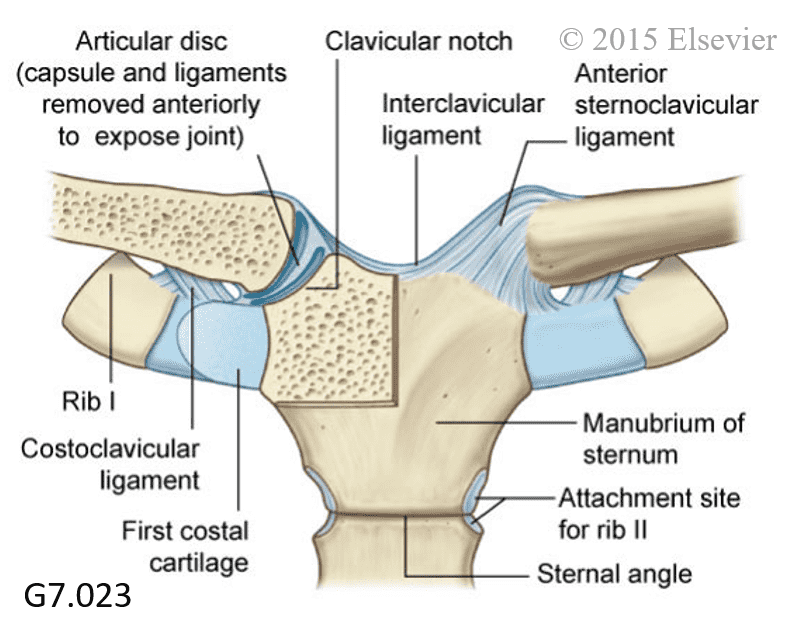 © 2015 Elsevier
Articular disc
(capsule and ligaments
removed anteriorly
to expose joint)
Clavicular notch
Interclavicular
ligament
Anterior
sternoclavicular
ligament
Rib I
Costoclavicular
ligament
First costal
cartilage
Manubrium of
sternum
Attachment site
for rib II
Sternal angle
G7.023